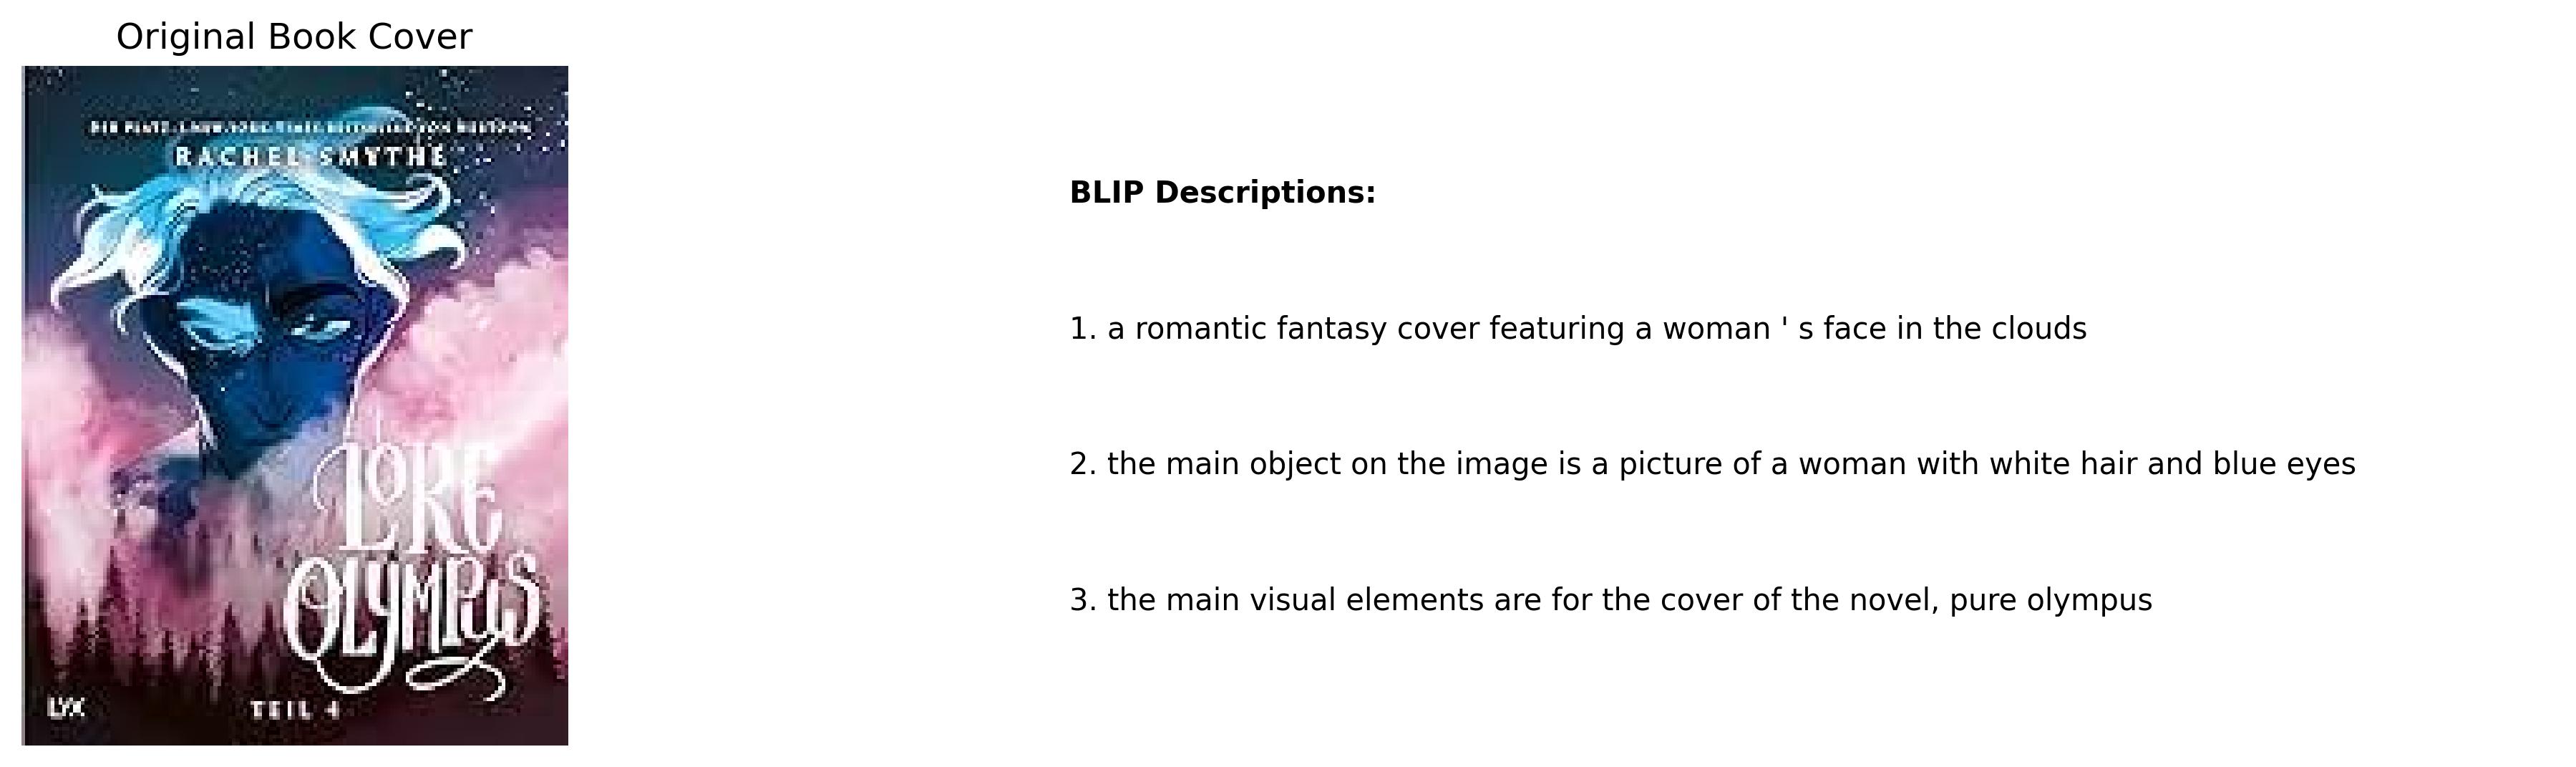 Original Book Cover
RACHEL SMYTHE
LORE
OLYMPUS
LYX
TEIL 4
BLIP Descriptions:
1. a romantic fantasy cover featuring a woman ' s face in the clouds
2. the main object on the image is a picture of a woman with white hair and blue eyes
3. the main visual elements are for the cover of the novel, pure olympus